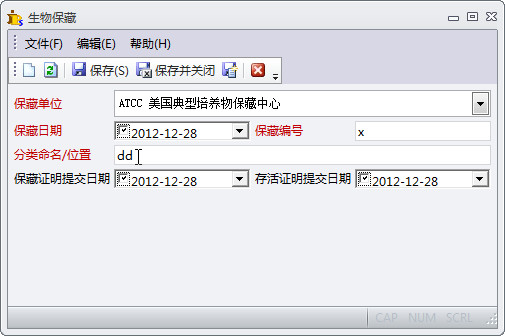 生物保藏
文件(F) 编辑(E) 帮助(H)
保存(S) 保存并关闭
保藏单位 ATCC 美国典型培养物保藏中心
保藏日期 2012-12-28 保藏编号 x
分类命名/位置 dd
保藏证明提交日期 2012-12-28 存活证明提交日期 2012-12-28
CAP NUM SCRL